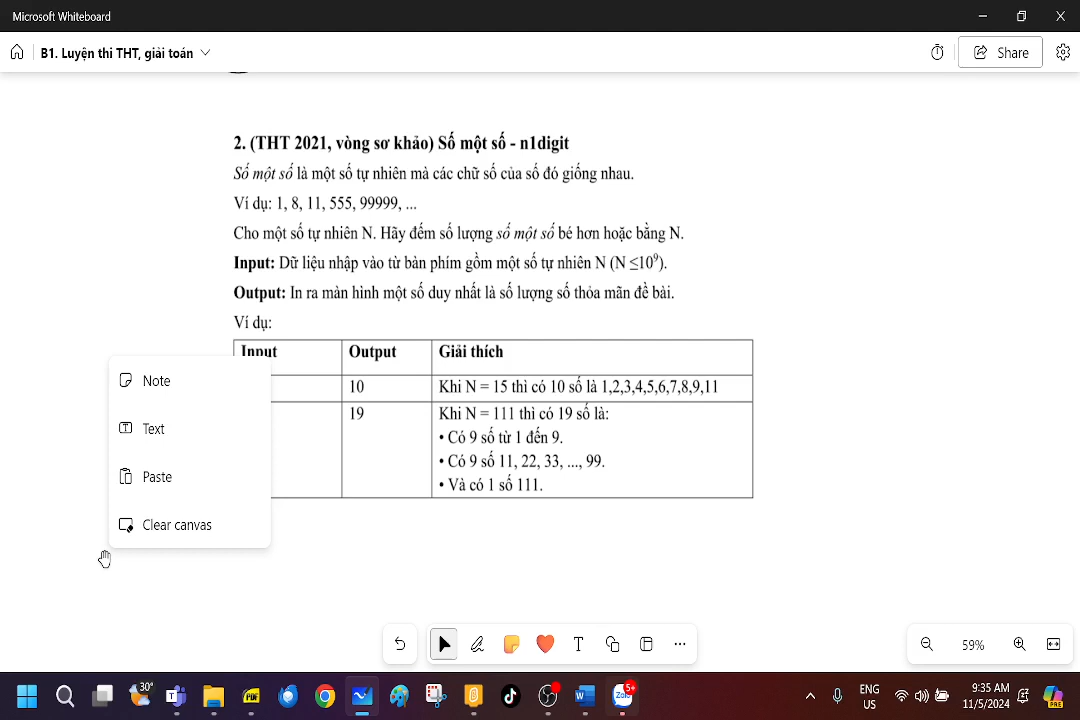 Microsoft Whiteboard
B1. Luyện thi THT, giải toán
Share
2. (THT 2021, vòng sơ khảo) Số một số - n1digit
Số một số là một số tự nhiên mà các chữ số của số đó giống nhau.
Ví dụ: 1, 8, 11, 555, 99999, ...
Cho một số tự nhiên N. Hãy đếm số lượng số một số bé hơn hoặc bằng N.
Input: Dữ liệu nhập vào từ bàn phím gồm một số tự nhiên N (N ≤10⁹).
Output: In ra màn hình một số duy nhất là số lượng số thỏa mãn đề bài.
Ví dụ:
Input Output Giải thích
10 Khi N = 15 thì có 10 số là 1,2,3,4,5,6,7,8,9,11
19 Khi N = 111 thì có 19 số là:
• Có 9 số từ 1 đến 9.
• Có 9 số 11, 22, 33, ..., 99.
• Và có 1 số 111.
Note
Text
Paste
Clear canvas
59%
30°
PDF
5+
Zalo
ENG
US
9:35 AM
11/5/2024
PRE